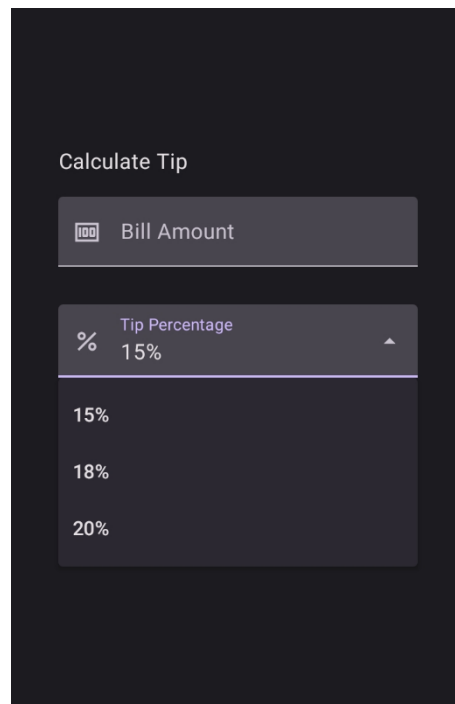 Calculate Tip
Bill Amount
Tip Percentage
15%
15%
18%
20%